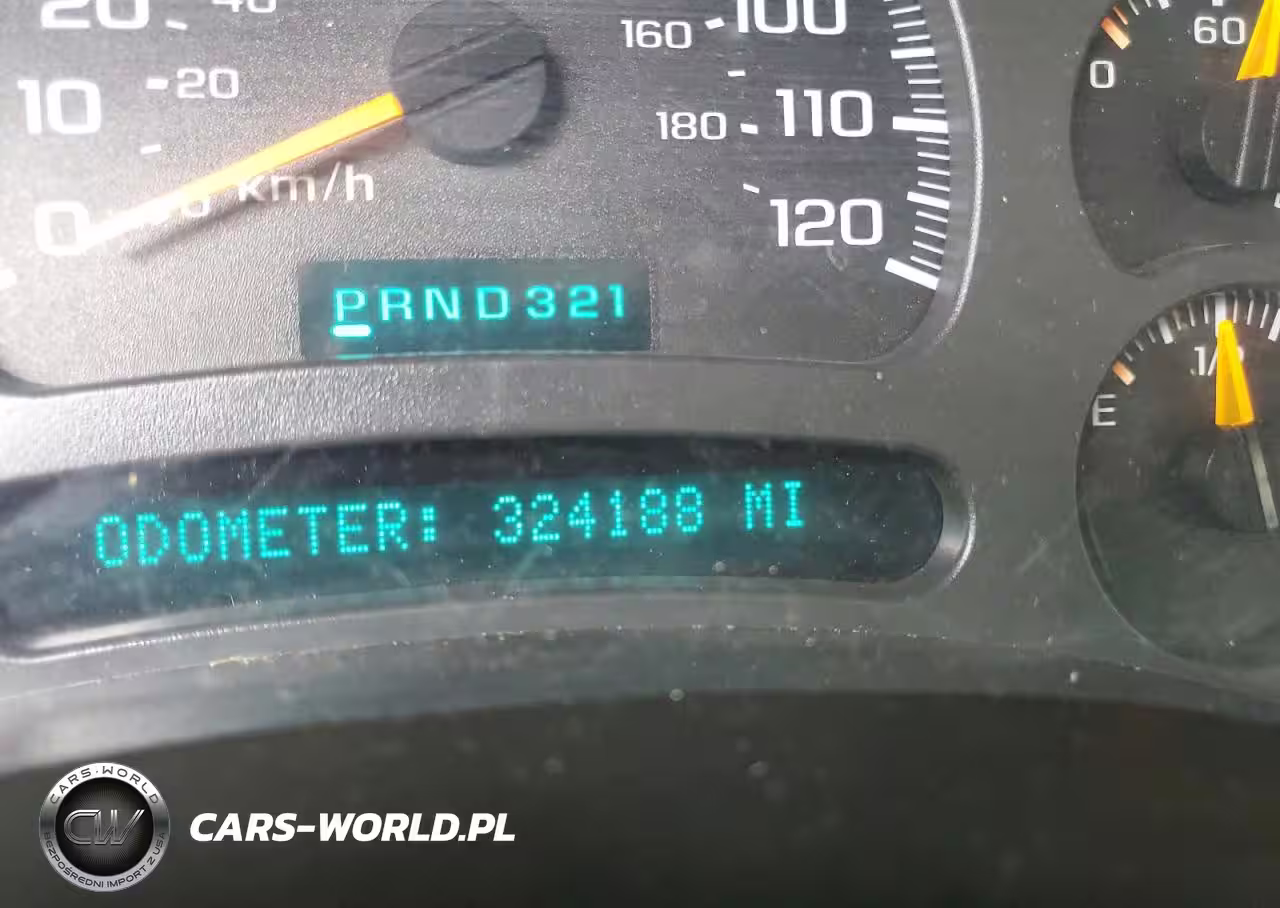 20
40
160
100
60
10
20
0
180
110
0
km/h
120
PRND321
1/2
E
ODOMETER: 324188 MI
CARS-WORLD
CW
BEZPOŚREDNI IMPORT Z USA
CARS-WORLD.PL